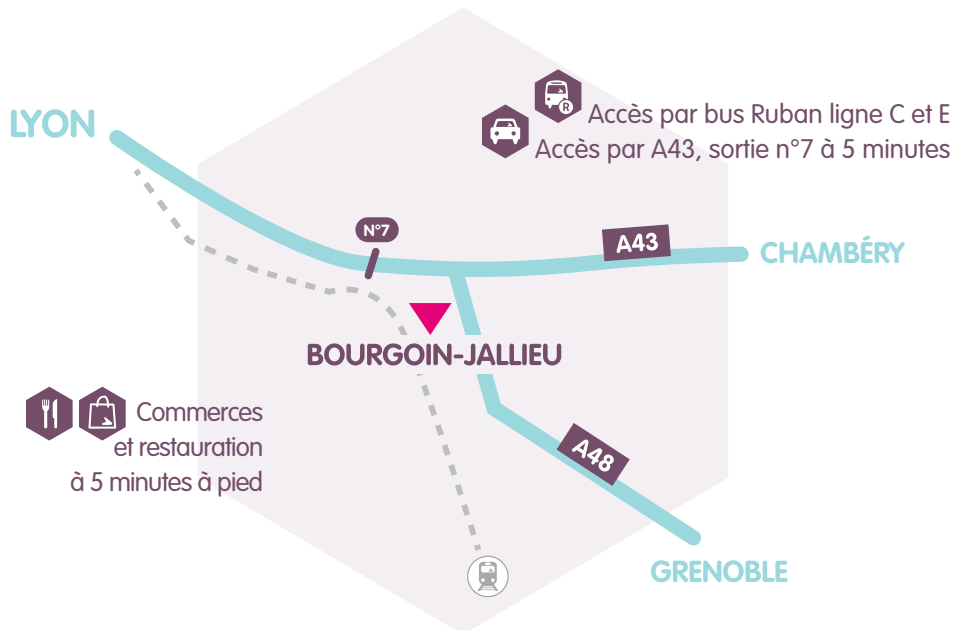 R
Accès par bus Ruban ligne C et E
LYON
Accès par A43, sortie n°7 à 5 minutes
N°7
A43
CHAMBÉRY
BOURGOIN-JALLIEU
Commerces
et restauration
à 5 minutes à pied
A48
GRENOBLE